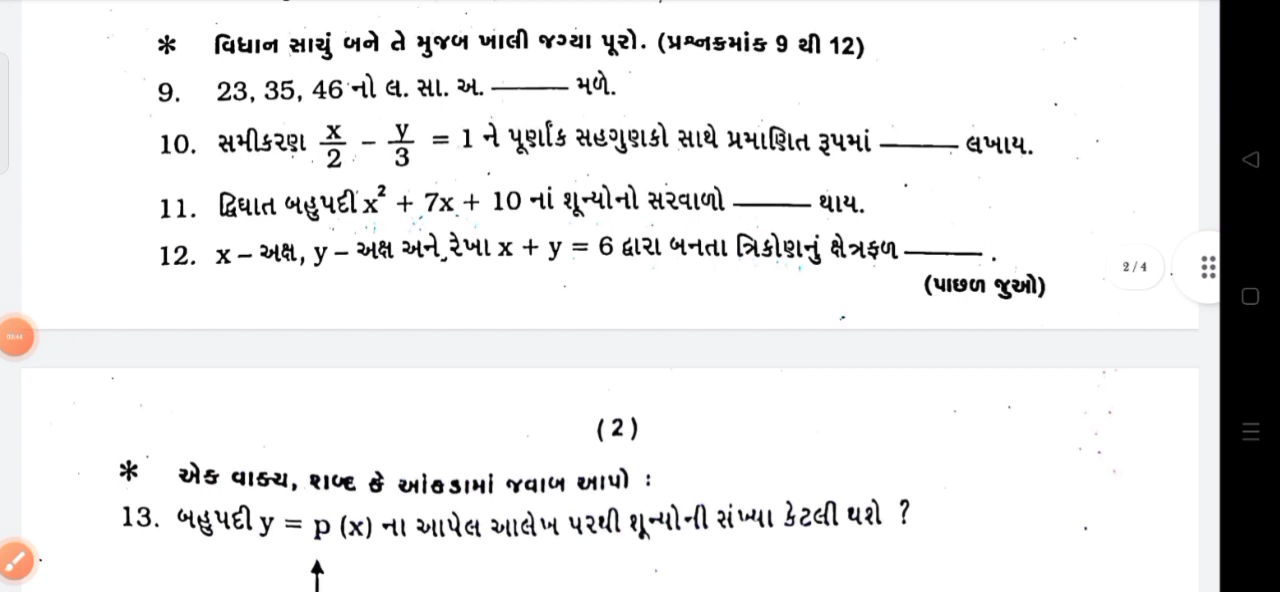 * વિધાન સાચું બને તે મુજબ ખાલી જગ્યા પૂરો. (પ્રશ્નક્રમાંક 9 થી 12)
9. 23, 35, 46 નો લ. સા. અ. ——— મળે.
10. સમીકરણ x/2 – y/3 = 1 ને પૂર્ણાંક સહગુણકો સાથે પ્રમાણિત રૂપમાં ——— લખાય.
11. દ્વિઘાત બહુપદી x² + 7x + 10 નાં શૂન્યોનો સરવાળો ——— થાય.
12. x – અક્ષ, y – અક્ષ અને રેખા x + y = 6 દ્વારા બનતા ત્રિકોણનું ક્ષેત્રફળ ——— .
(પાછળ જુઓ)
2/4
03:44
(2)
* એક વાક્ય, શબ્દ કે આંકડામાં જવાબ આપો :
13. બહુપદી y = p (x) ના આપેલ આલેખ પરથી શૂન્યોની સંખ્યા કેટલી થશે ?